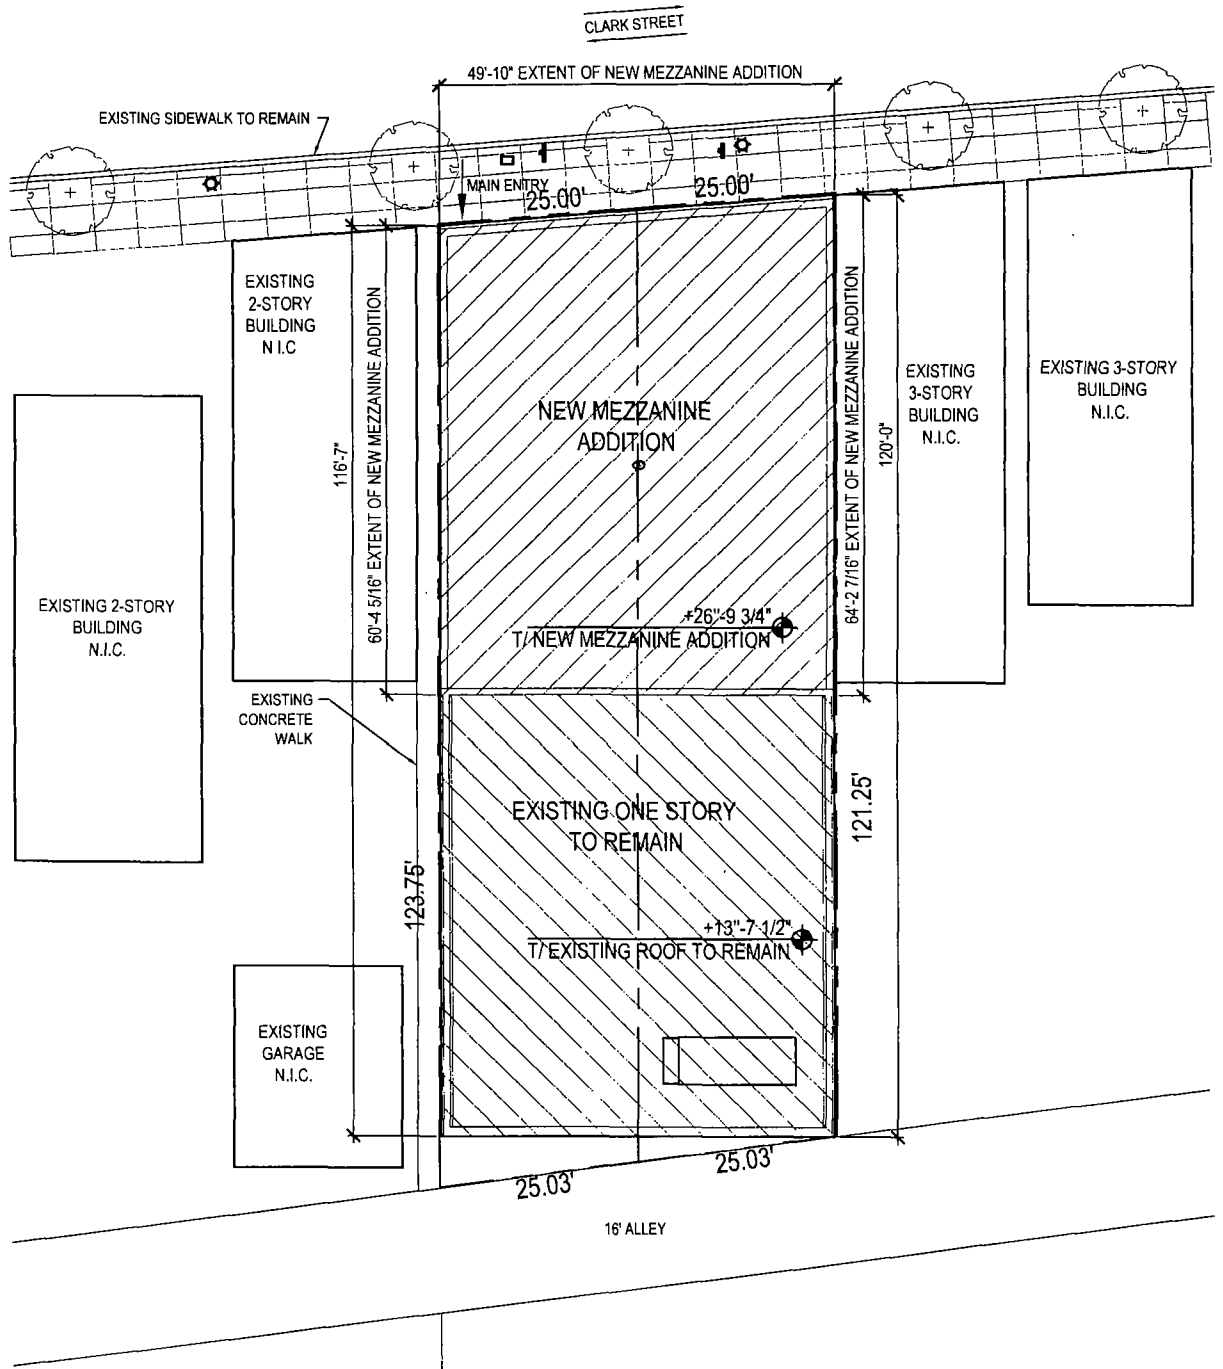 CLARK STREET
49'-10" EXTENT OF NEW MEZZANINE ADDITION
EXISTING SIDEWALK TO REMAIN
MAIN ENTRY
25.00'
25.00'
EXISTING
2-STORY
BUILDING
N I.C
116'-7"
60'-4 5/16" EXTENT OF NEW MEZZANINE ADDITION
NEW MEZZANINE
ADDITION
64'-2 7/16" EXTENT OF NEW MEZZANINE ADDITION
120'-0"
EXISTING
3-STORY
BUILDING
N.I.C.
EXISTING 3-STORY
BUILDING
N.I.C.
EXISTING 2-STORY
BUILDING
N.I.C.
+26"-9 3/4"
T/ NEW MEZZANINE ADDITION
EXISTING
CONCRETE
WALK
EXISTING ONE STORY
TO REMAIN
121.25'
123.75'
+13"-7 1/2"
T/ EXISTING ROOF TO REMAIN
EXISTING
GARAGE
N.I.C.
25.03'
25.03'
16' ALLEY